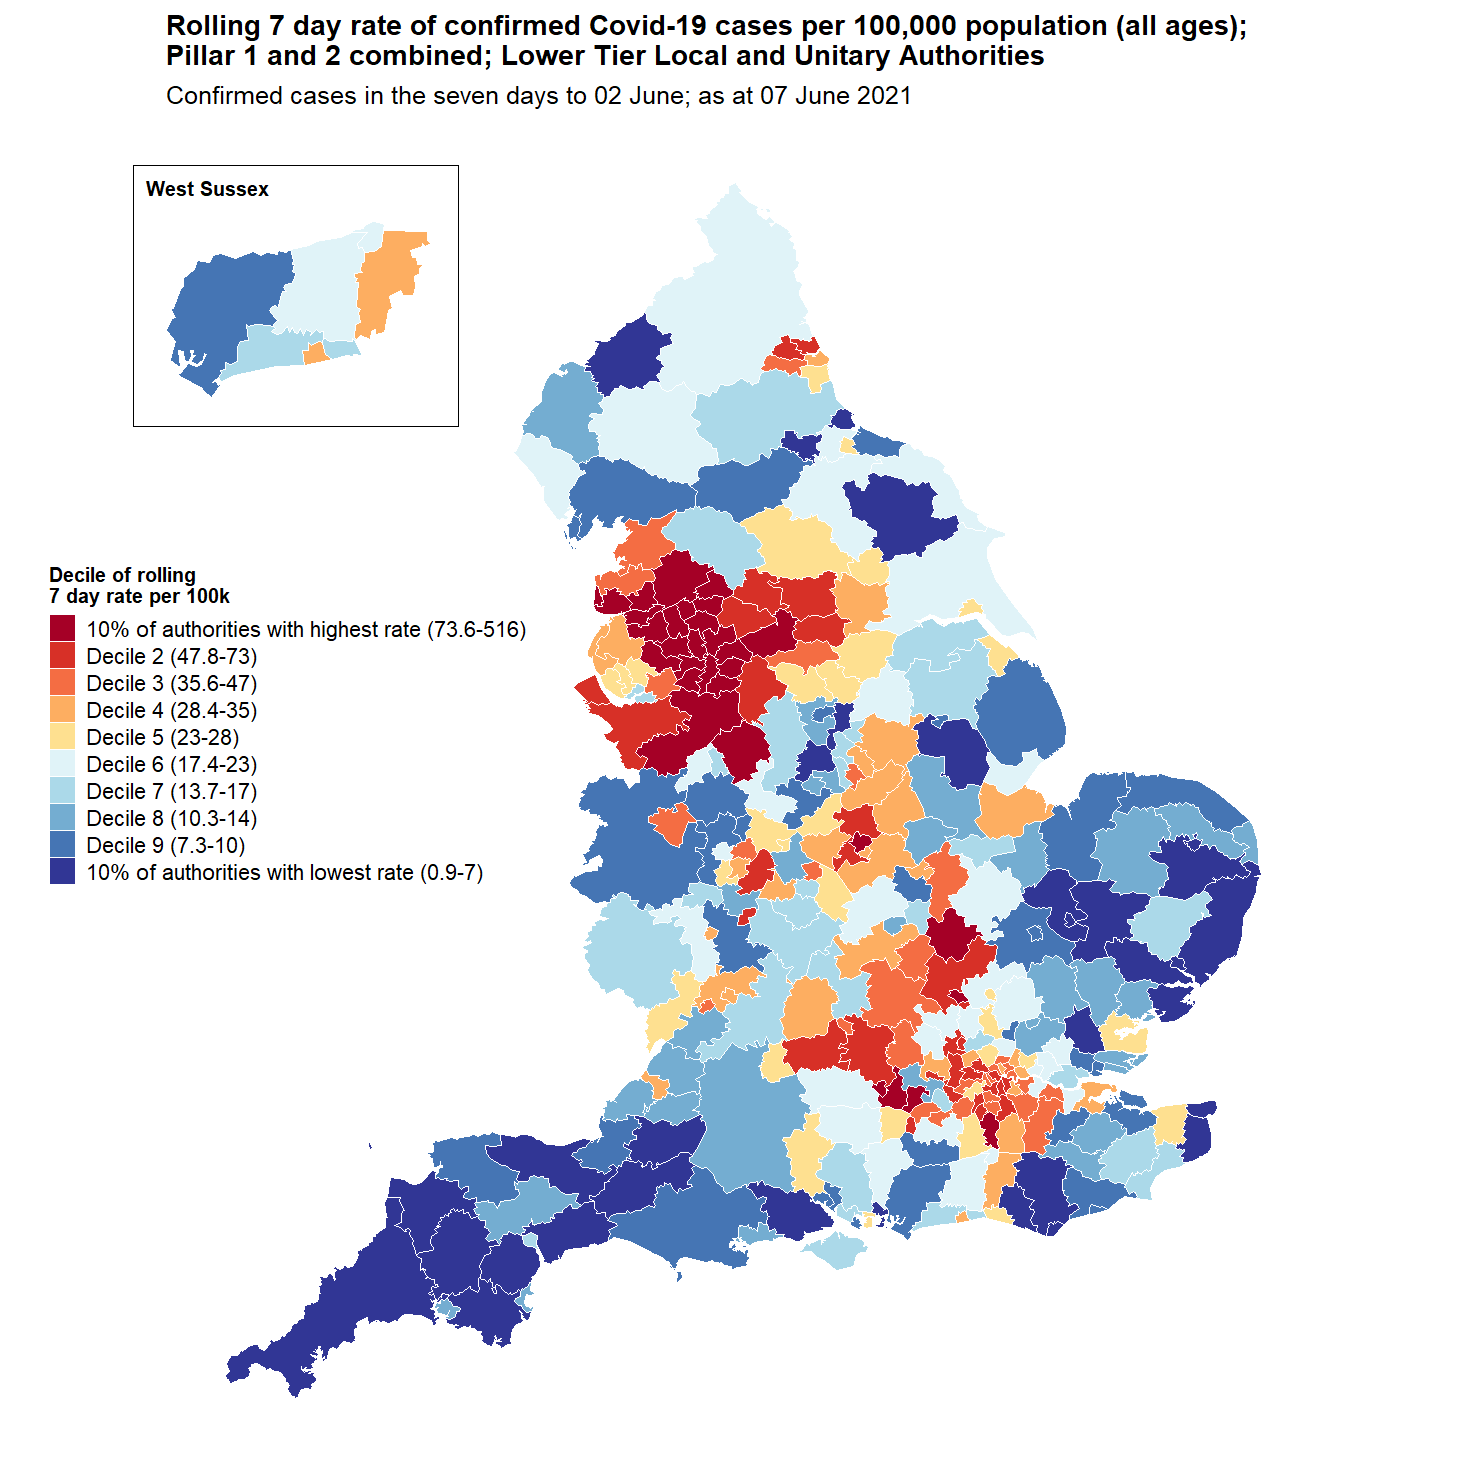 Rolling 7 day rate of confirmed Covid-19 cases per 100,000 population (all ages);
Pillar 1 and 2 combined; Lower Tier Local and Unitary Authorities
Confirmed cases in the seven days to 02 June; as at 07 June 2021
West Sussex
Decile of rolling
7 day rate per 100k
10% of authorities with highest rate (73.6-516)
Decile 2 (47.8-73)
Decile 3 (35.6-47)
Decile 4 (28.4-35)
Decile 5 (23-28)
Decile 6 (17.4-23)
Decile 7 (13.7-17)
Decile 8 (10.3-14)
Decile 9 (7.3-10)
10% of authorities with lowest rate (0.9-7)